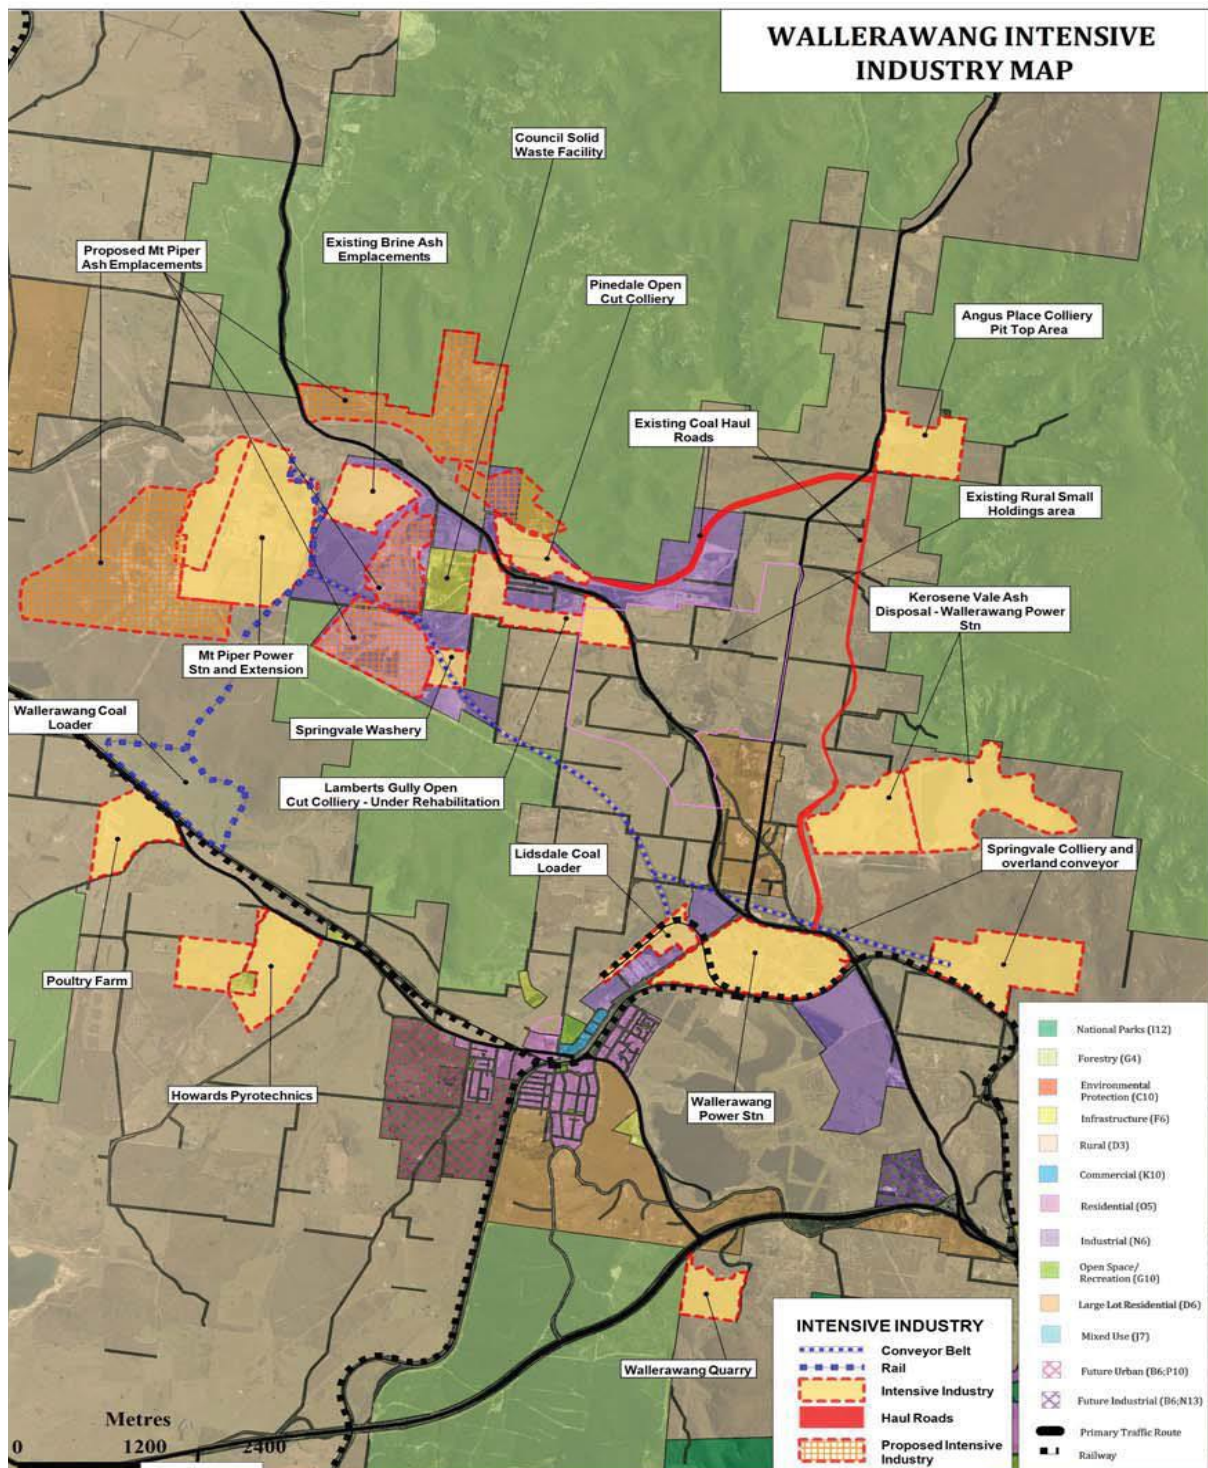 WALLERAWANG INTENSIVE
INDUSTRY MAP
Council Solid
Waste Facility
Proposed Mt Piper
Ash Emplacements
Existing Brine Ash
Emplacements
Pinedale Open
Cut Colliery
Angus Place Colliery
Pit Top Area
Existing Coal Haul
Roads
Existing Rural Small
Holdings area
Kerosene Vale Ash
Disposal - Wallerawang Power
Stn
Mt Piper Power
Stn and Extension
Wallerawang Coal
Loader
Springvale Washery
Lamberts Gully Open
Cut Colliery - Under Rehabilitation
Lidsdale Coal
Loader
Springvale Colliery and
overland conveyor
Poultry Farm
Howards Pyrotechnics
Wallerawang
Power Stn
Wallerawang Quarry
National Parks (I12)
Forestry (G4)
Environmental
Protection (C10)
Infrastructure (F6)
Rural (D3)
Commercial (K10)
Residential (O5)
Industrial (N6)
Open Space/
Recreation (G10)
Large Lot Residential (D6)
Mixed Use (J7)
Future Urban (B6;P10)
Future Industrial (B6;N13)
Primary Traffic Route
Railway
INTENSIVE INDUSTRY
Conveyor Belt
Rail
Intensive Industry
Haul Roads
Proposed Intensive
Industry
Metres
0 1200 2400